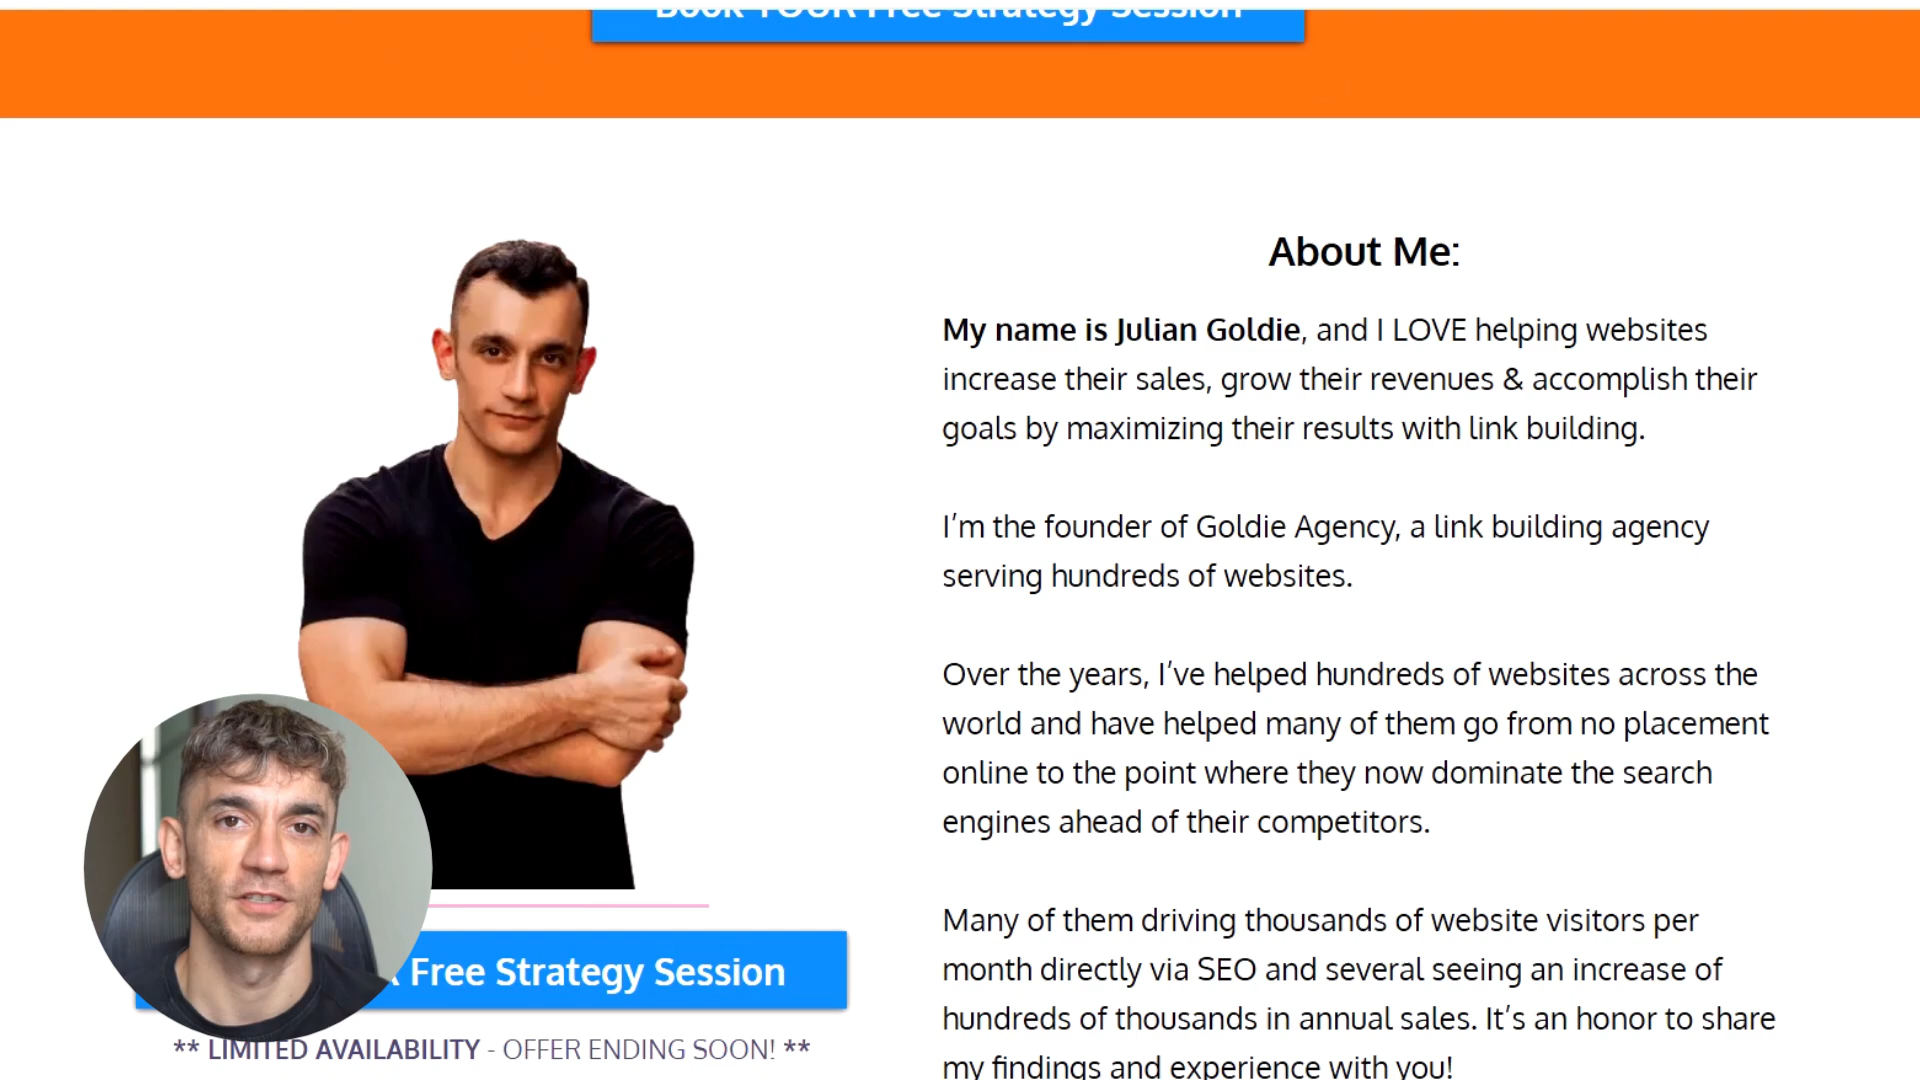 Book YOUR Free Strategy Session
About Me:
My name is Julian Goldie, and I LOVE helping websites
increase their sales, grow their revenues & accomplish their
goals by maximizing their results with link building.
I'm the founder of Goldie Agency, a link building agency
serving hundreds of websites.
Over the years, I've helped hundreds of websites across the
world and have helped many of them go from no placement
online to the point where they now dominate the search
engines ahead of their competitors.
Many of them driving thousands of website visitors per
month directly via SEO and several seeing an increase of
hundreds of thousands in annual sales. It's an honor to share
my findings and experience with you!
Free Strategy Session
** LIMITED AVAILABILITY - OFFER ENDING SOON! **